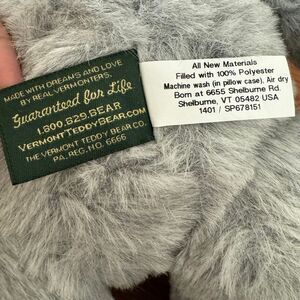 MADE WITH DREAMS AND LOVE
BY REAL VERMONTERS.
Guaranteed for Life
1.800.829.BEAR
VERMONTTEDDYBEAR.COM
THE VERMONT TEDDY BEAR CO.
PA. REG. NO. 6666
All New Materials
Filled with 100% Polyester
Machine wash (in pillow case), Air dry
Born at 6655 Shelburne Rd.
Shelburne, VT 05482 USA
1401 / SP678151